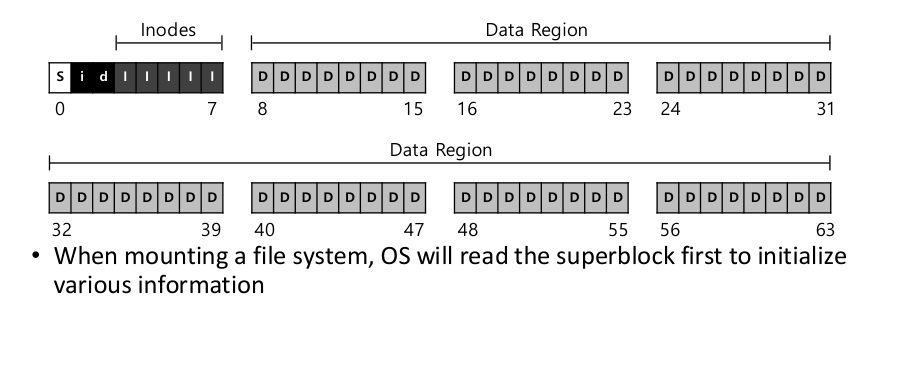 Inodes Data Region
S i d I I I I I D D D D D D D D D D D D D D D D D D D D D D D D
0 7 8 15 16 23 24 31
Data Region
D D D D D D D D D D D D D D D D D D D D D D D D D D D D D D D D
32 39 40 47 48 55 56 63
• When mounting a file system, OS will read the superblock first to initialize
various information